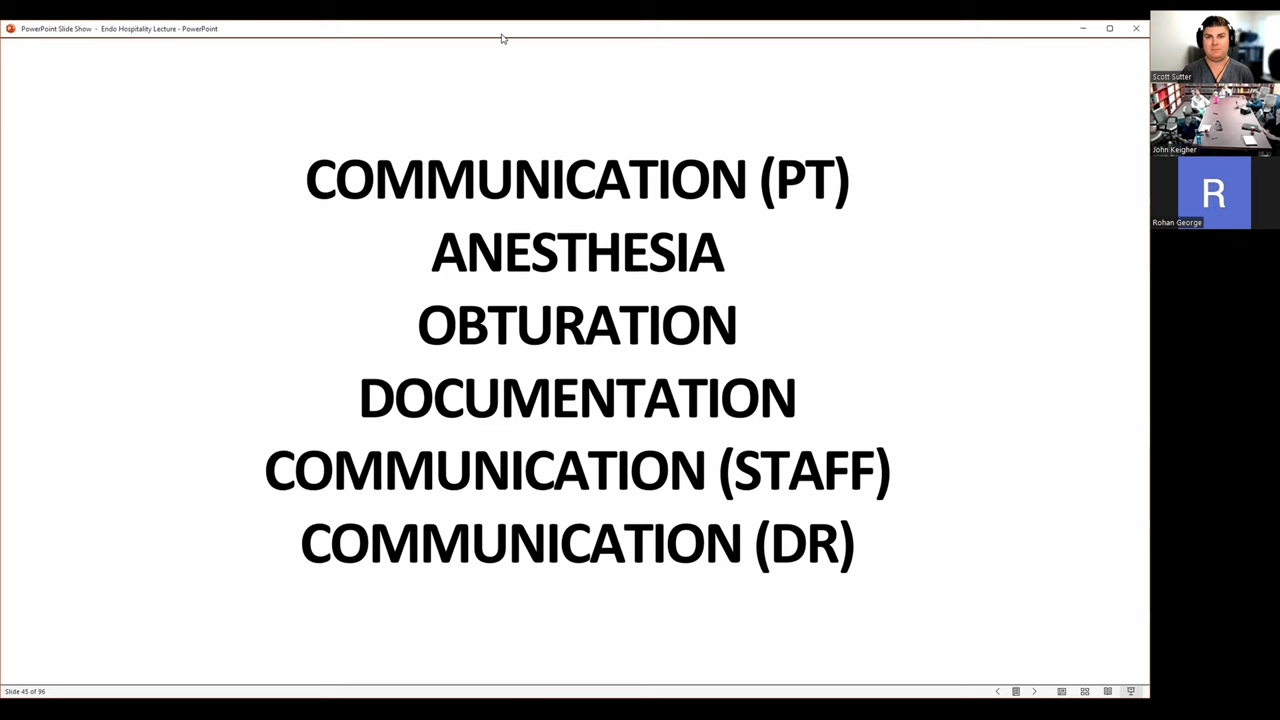 PowerPoint Slide Show - Endo Hospitality Lecture - PowerPoint
COMMUNICATION (PT)
ANESTHESIA
OBTURATION
DOCUMENTATION
COMMUNICATION (STAFF)
COMMUNICATION (DR)
Slide 45 of 96
Scott Sutter
John Keigher
R
Rohan George